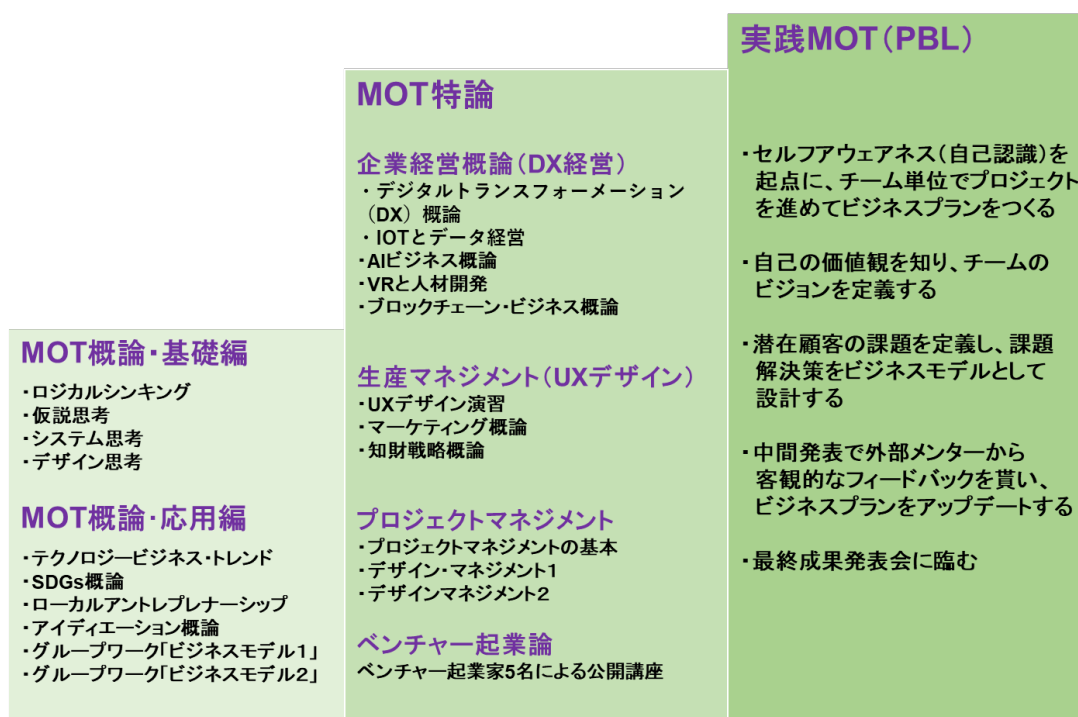 MOT概論・基礎編
・ロジカルシンキング
・仮説思考
・システム思考
・デザイン思考
MOT概論・応用編
・テクノロジービジネス・トレンド
・SDGs概論
・ローカルアントレプレナーシップ
・アイディエーション概論
・グループワーク「ビジネスモデル１」
・グループワーク「ビジネスモデル２」
MOT特論
企業経営概論（DX経営）
・デジタルトランスフォーメーション
（DX）概論
・IOTとデータ経営
・AIビジネス概論
・VRと人材開発
・ブロックチェーン・ビジネス概論
生産マネジメント（UXデザイン）
・UXデザイン演習
・マーケティング概論
・知財戦略概論
プロジェクトマネジメント
・プロジェクトマネジメントの基本
・デザイン・マネジメント1
・デザインマネジメント２
ベンチャー起業論
ベンチャー起業家5名による公開講座
実践MOT（PBL）
・セルフアウェアネス（自己認識）を
起点に、チーム単位でプロジェクト
を進めてビジネスプランをつくる
・自己の価値観を知り、チームの
ビジョンを定義する
・潜在顧客の課題を定義し、課題
解決策をビジネスモデルとして
設計する
・中間発表で外部メンターから
客観的なフィードバックを貰い、
ビジネスプランをアップデートする
・最終成果発表会に臨む